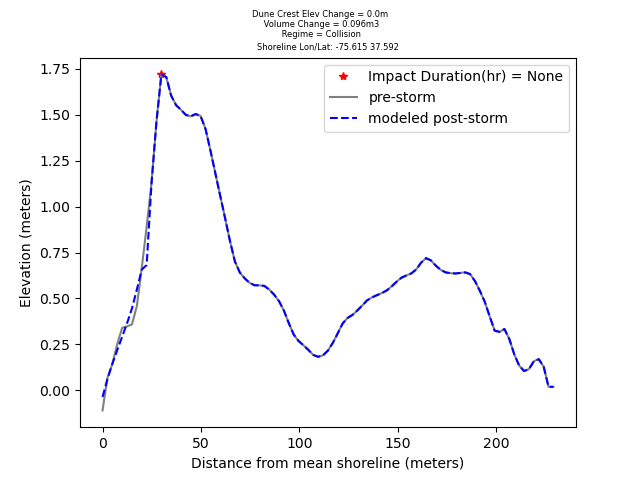 Dune Crest Elev Change = 0.0m
Volume Change = 0.096m3
Regime = Collision
Shoreline Lon/Lat: -75.615 37.592
Impact Duration(hr) = None
pre-storm
modeled post-storm
Elevation (meters)
1.75
1.50
1.25
1.00
0.75
0.50
0.25
0.00
0
50
100
150
200
Distance from mean shoreline (meters)